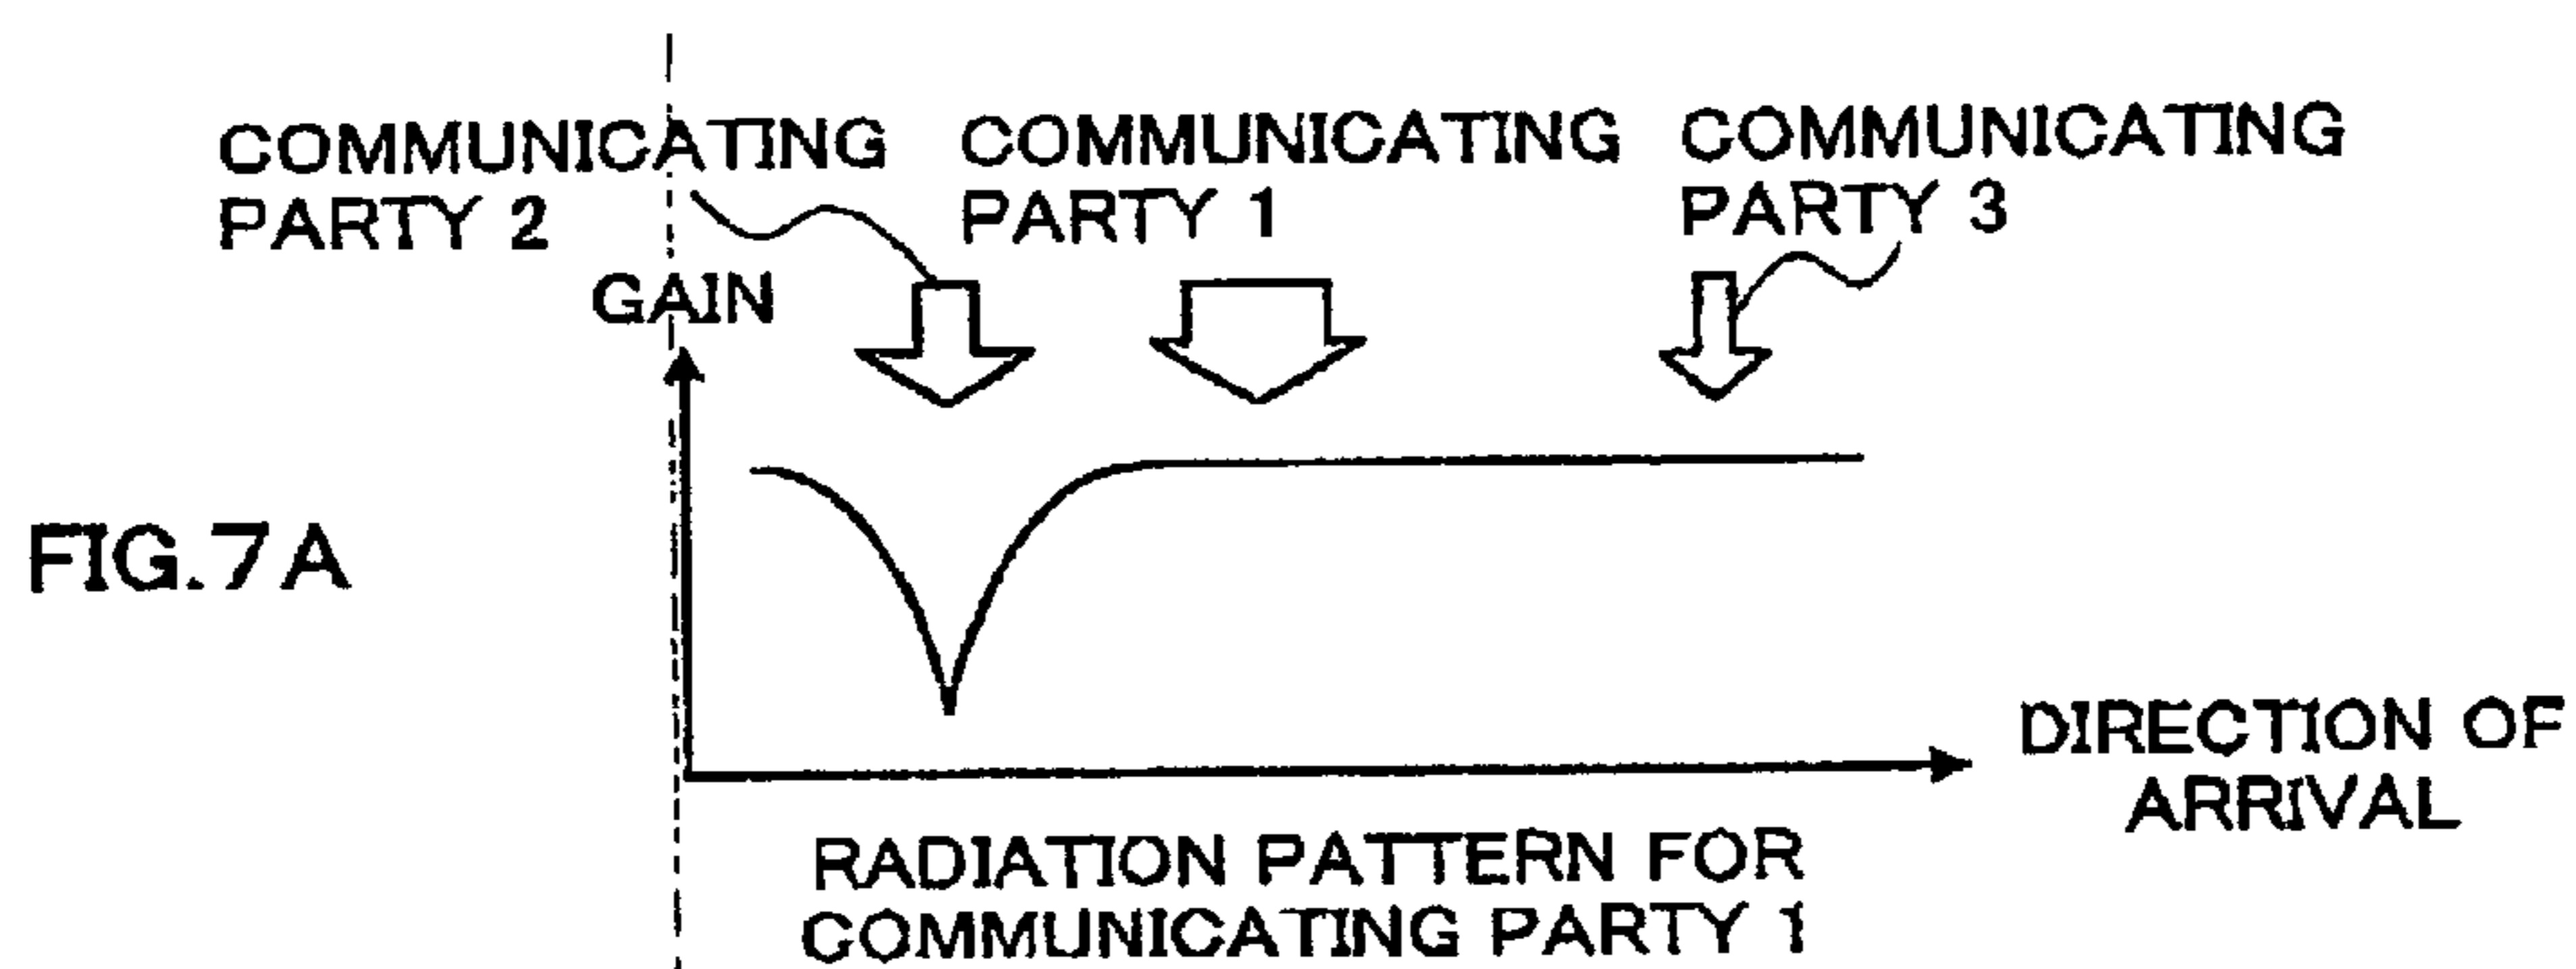 COMMUNICATING
PARTY 2
COMMUNICATING
PARTY 1
COMMUNICATING
PARTY 3
GAIN
FIG.7A
DIRECTION OF
ARRIVAL
RADIATION PATTERN FOR
COMMUNICATING PARTY 1